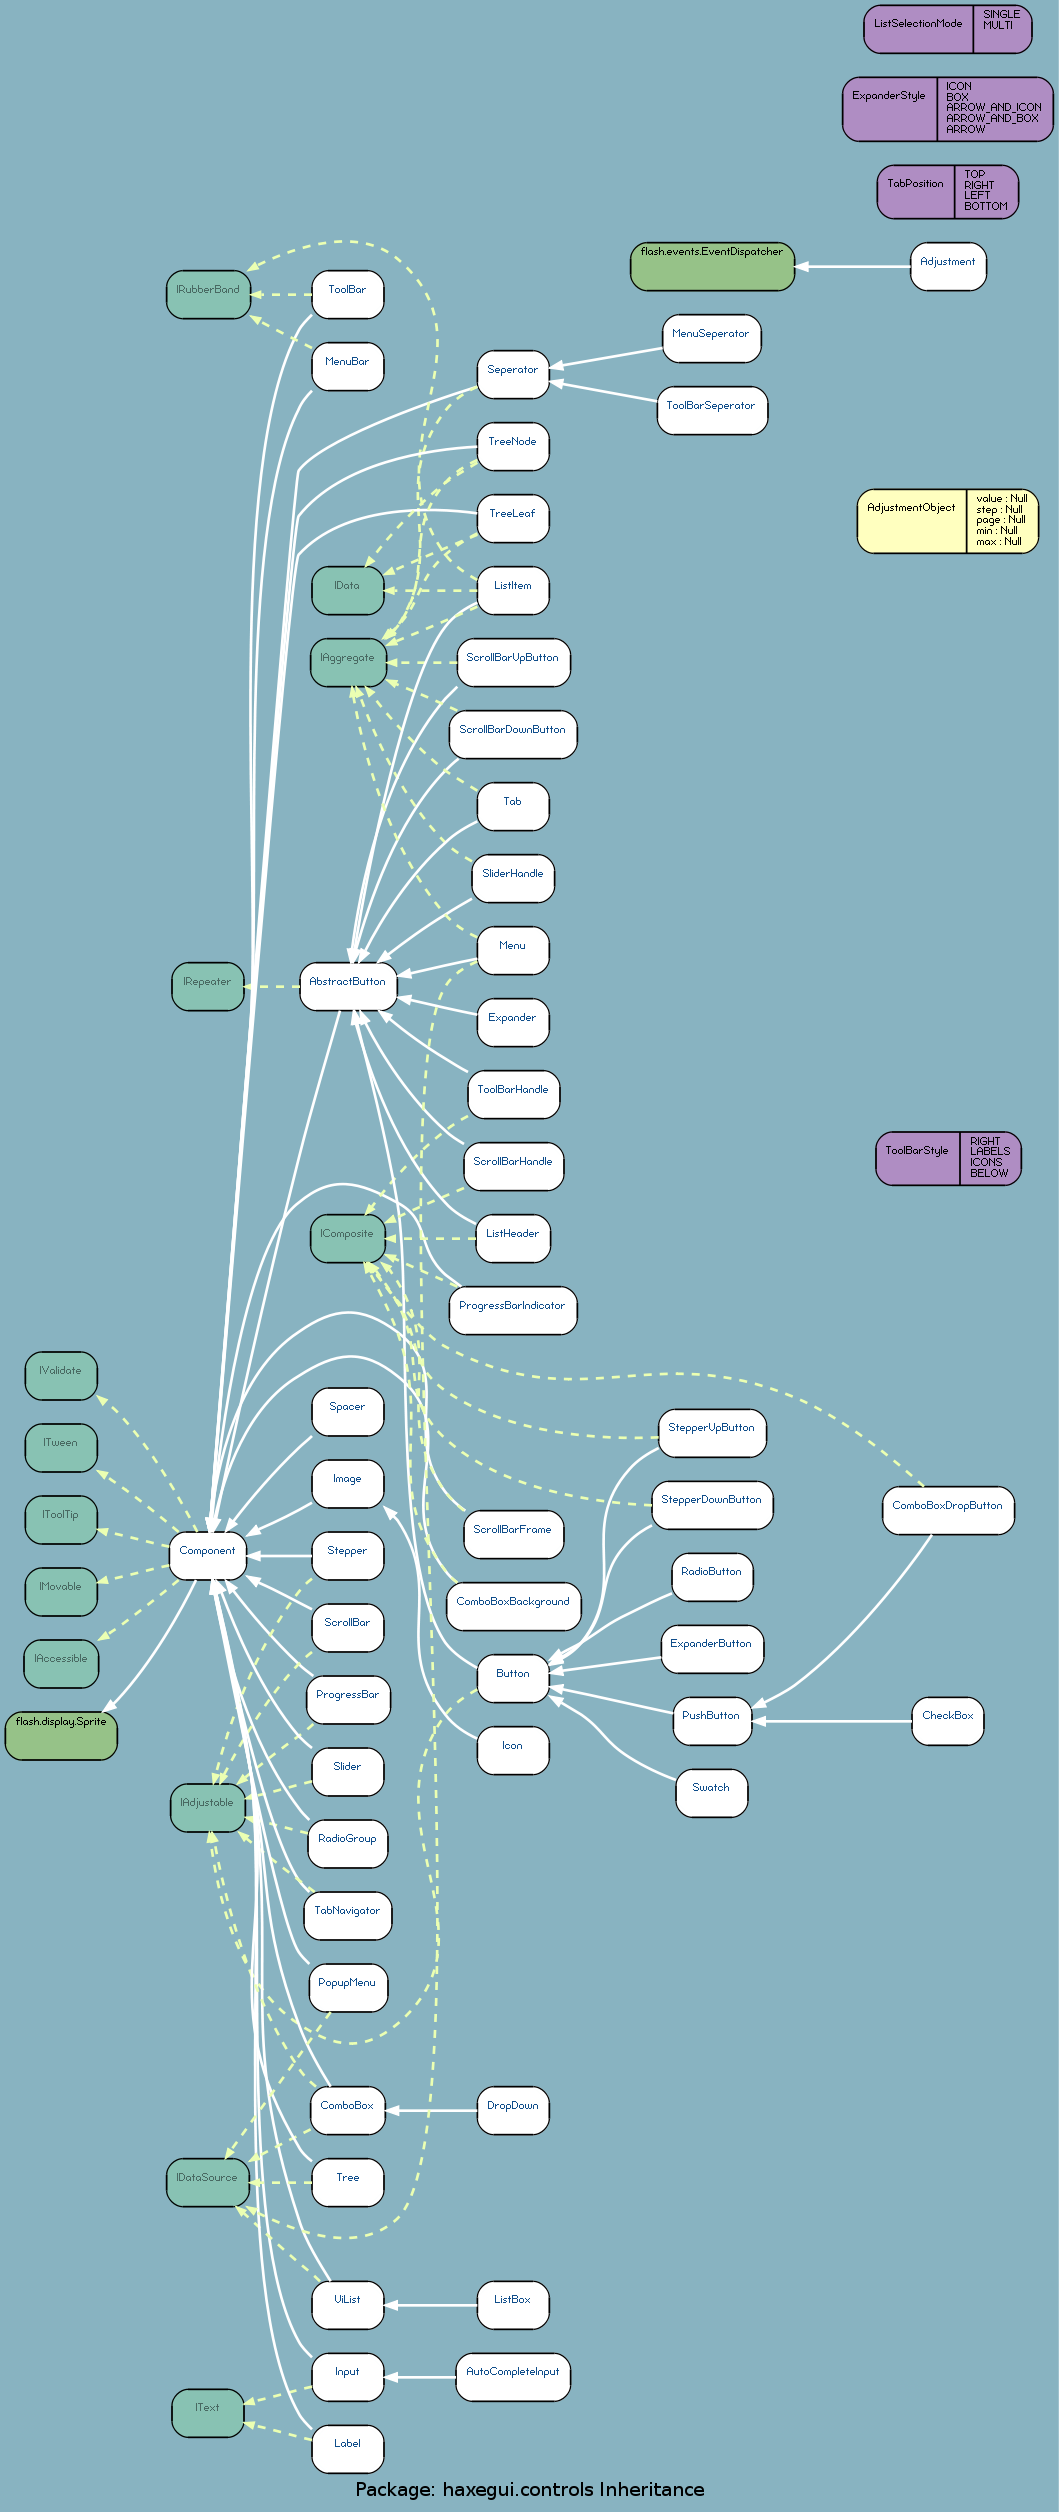 ListSelectionMode
SINGLE
MULTI
ExpanderStyle
ICON
BOX
ARROW_AND_ICON
ARROW_AND_BOX
ARROW
TabPosition
TOP
RIGHT
LEFT
BOTTOM
flash.events.EventDispatcher
Adjustment
IRubberBand
ToolBar
MenuSeperator
MenuBar
Seperator
ToolBarSeperator
TreeNode
TreeLeaf
AdjustmentObject
value : Null
step : Null
page : Null
min : Null
max : Null
IData
ListItem
IAggregate
ScrollBarUpButton
ScrollBarDownButton
Tab
SliderHandle
Menu
IRepeater
AbstractButton
Expander
ToolBarHandle
ScrollBarHandle
ToolBarStyle
RIGHT
LABELS
ICONS
BELOW
IComposite
ListHeader
ProgressBarIndicator
IValidate
Spacer
StepperUpButton
ITween
Image
StepperDownButton
ComboBoxDropButton
IToolTip
ScrollBarFrame
Component
Stepper
RadioButton
IMovable
ComboBoxBackground
ScrollBar
ExpanderButton
IAccessible
Button
ProgressBar
PushButton
CheckBox
flash.display.Sprite
Icon
Slider
Swatch
IAdjustable
RadioGroup
TabNavigator
PopupMenu
ComboBox
DropDown
IDataSource
Tree
UiList
ListBox
Input
AutoCompleteInput
IText
Label
Package: haxegui.controls Inheritance